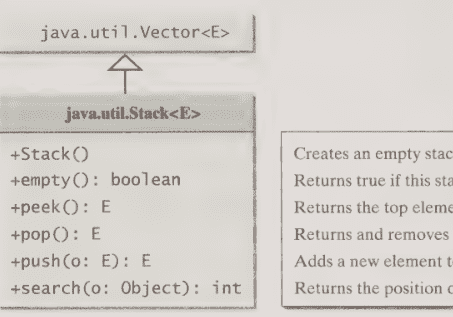 java.util.Vector<E>
java.util.Stack<E>
+Stack()
+empty(): boolean
+peek(): E
+pop(): E
+push(o: E): E
+search(o: Object): int
Creates an empty stac
Returns true if this sta
Returns the top eleme
Returns and removes
Adds a new element t
Returns the position o